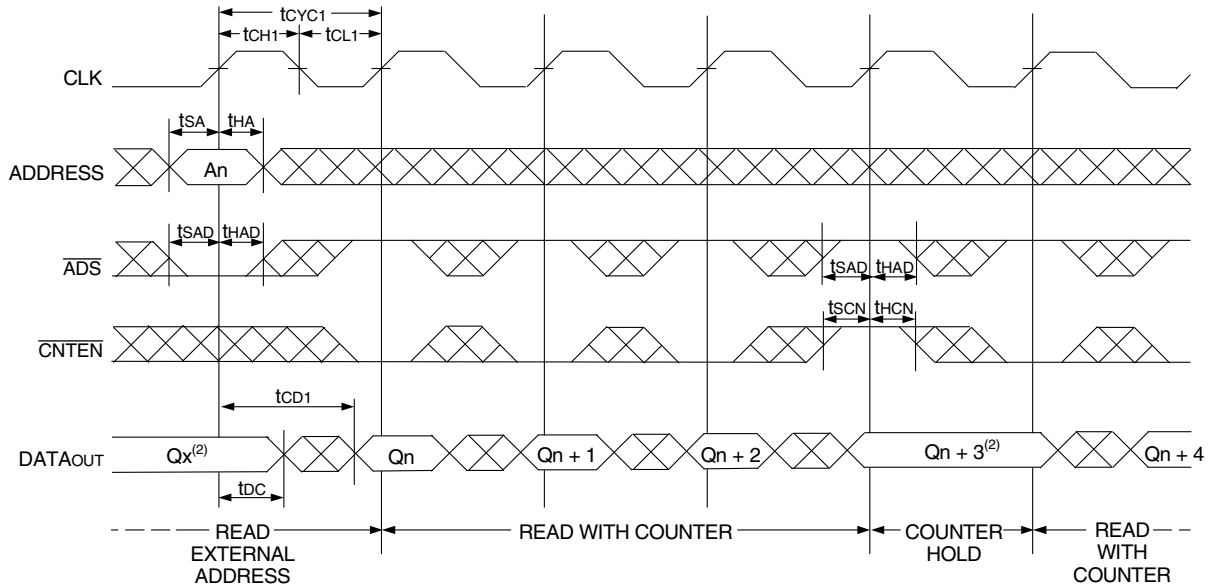 tCYC1
tCH1
tCL1
CLK
tSA
tHA
ADDRESS
An
tSAD
tHAD
ADS
tSAD
tHAD
tSCN
tHCN
CNTEN
tCD1
DATAOUT
Qx(2)
Qn
Qn + 1
Qn + 2
Qn + 3(2)
Qn + 4
tDC
READ
EXTERNAL
ADDRESS
READ WITH COUNTER
COUNTER
HOLD
READ
WITH
COUNTER